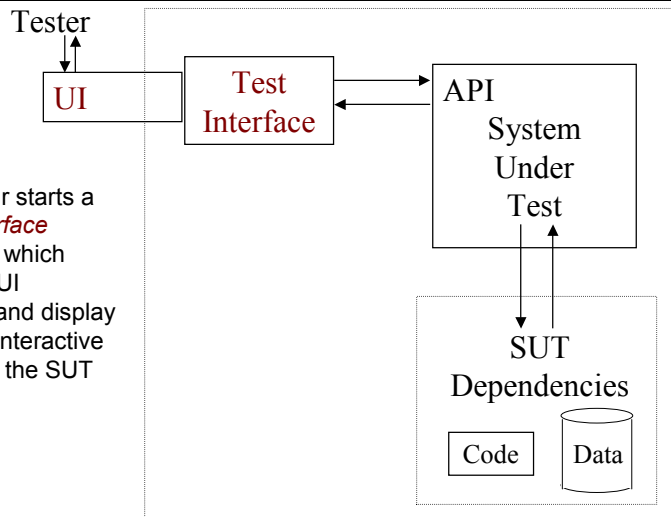 Tester
UI
Test
Interface
API
System
Under
Test
r starts a
rface
which
UI
and display
nteractive
the SUT
SUT
Dependencies
Code
Data